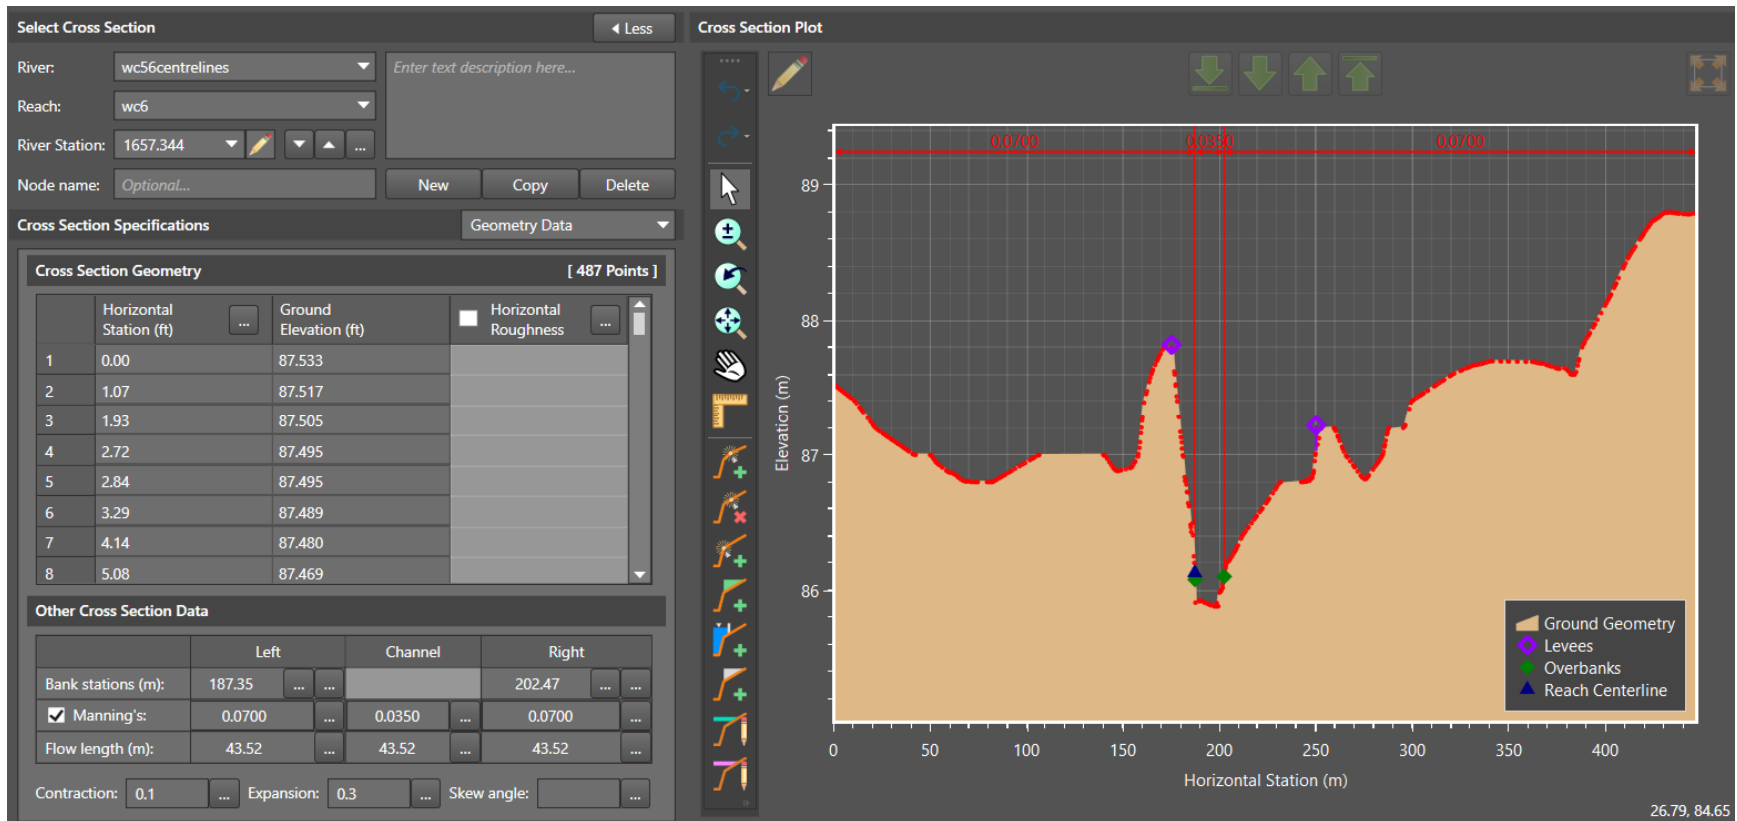 Select Cross Section
Less
River:
wc56centrelines
Enter text description here...
Reach:
wc6
River Station:
1657.344
...
Node name:
Optional...
New
Copy
Delete
Cross Section Specifications
Geometry Data
Cross Section Geometry
[ 487 Points ]
Horizontal Station (ft)
...
Ground Elevation (ft)
Horizontal Roughness
...
1 0.00 87.533
2 1.07 87.517
3 1.93 87.505
4 2.72 87.495
5 2.84 87.495
6 3.29 87.489
7 4.14 87.480
8 5.08 87.469
Other Cross Section Data
Left Channel Right
Bank stations (m): 187.35 ... ... 202.47 ... ...
Manning's: 0.0700 ... 0.0350 ... 0.0700 ...
Flow length (m): 43.52 ... 43.52 ... 43.52 ...
Contraction: 0.1 ... Expansion: 0.3 ... Skew angle: ...
Cross Section Plot
0.0700 0.0350 0.0700
89
88
87
86
Elevation (m)
Ground Geometry
Levees
Overbanks
Reach Centerline
0 50 100 150 200 250 300 350 400
Horizontal Station (m)
26.79, 84.65